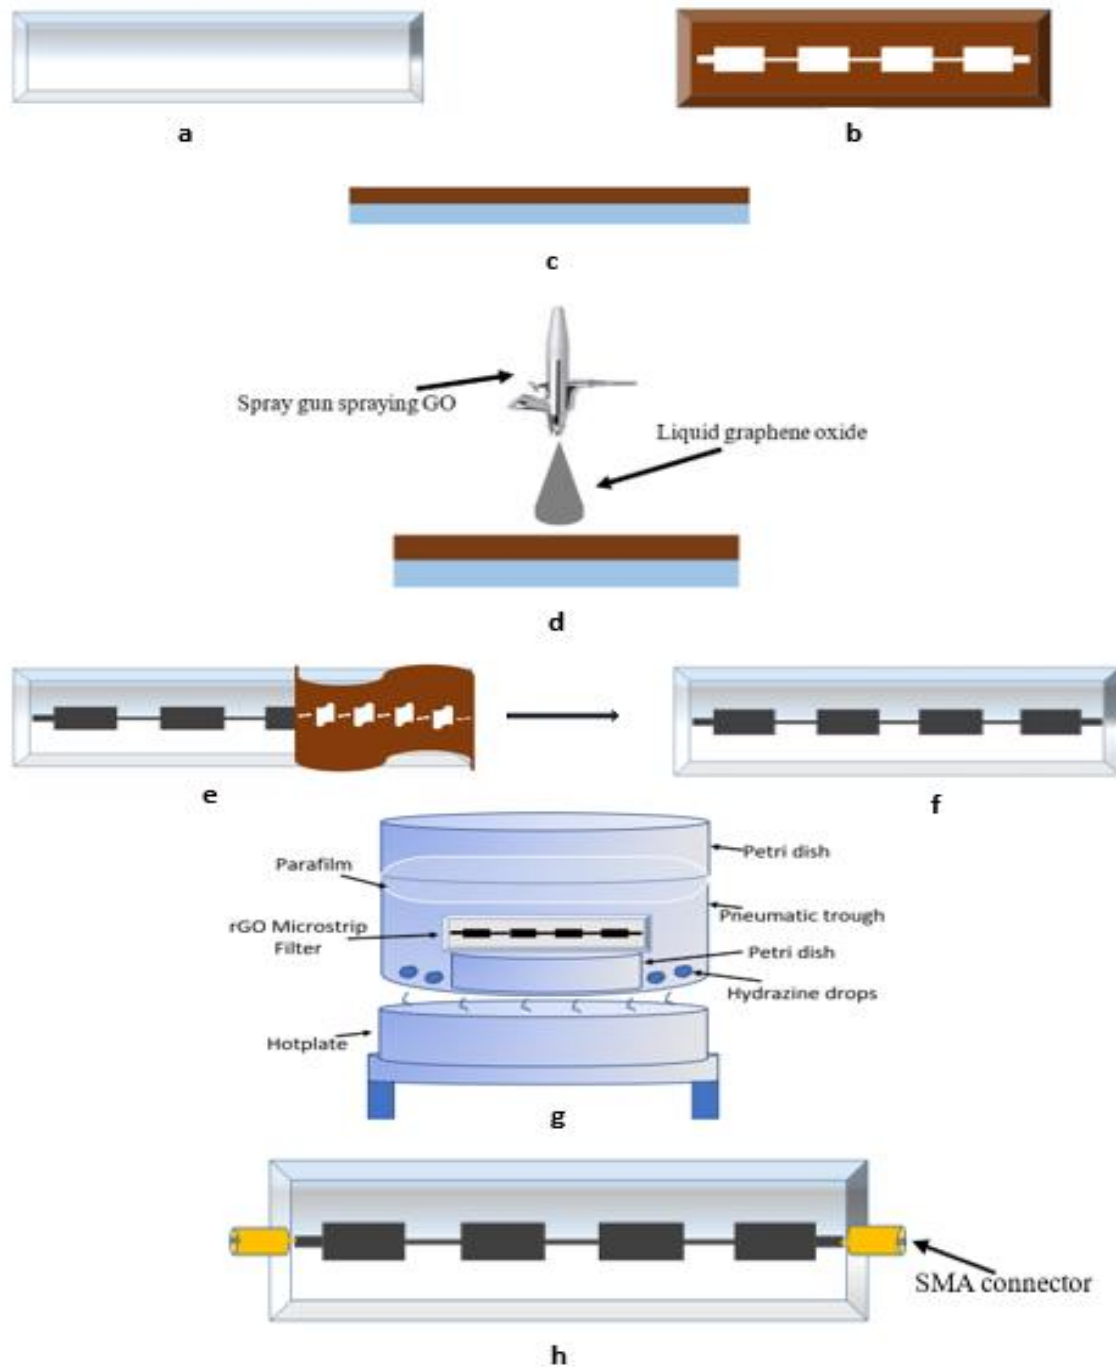 a
b
c
Spray gun spraying GO
Liquid graphene oxide
d
e
f
Parafilm
Petri dish
Pneumatic trough
rGO Microstrip
Filter
Petri dish
Hydrazine drops
Hotplate
g
SMA connector
h